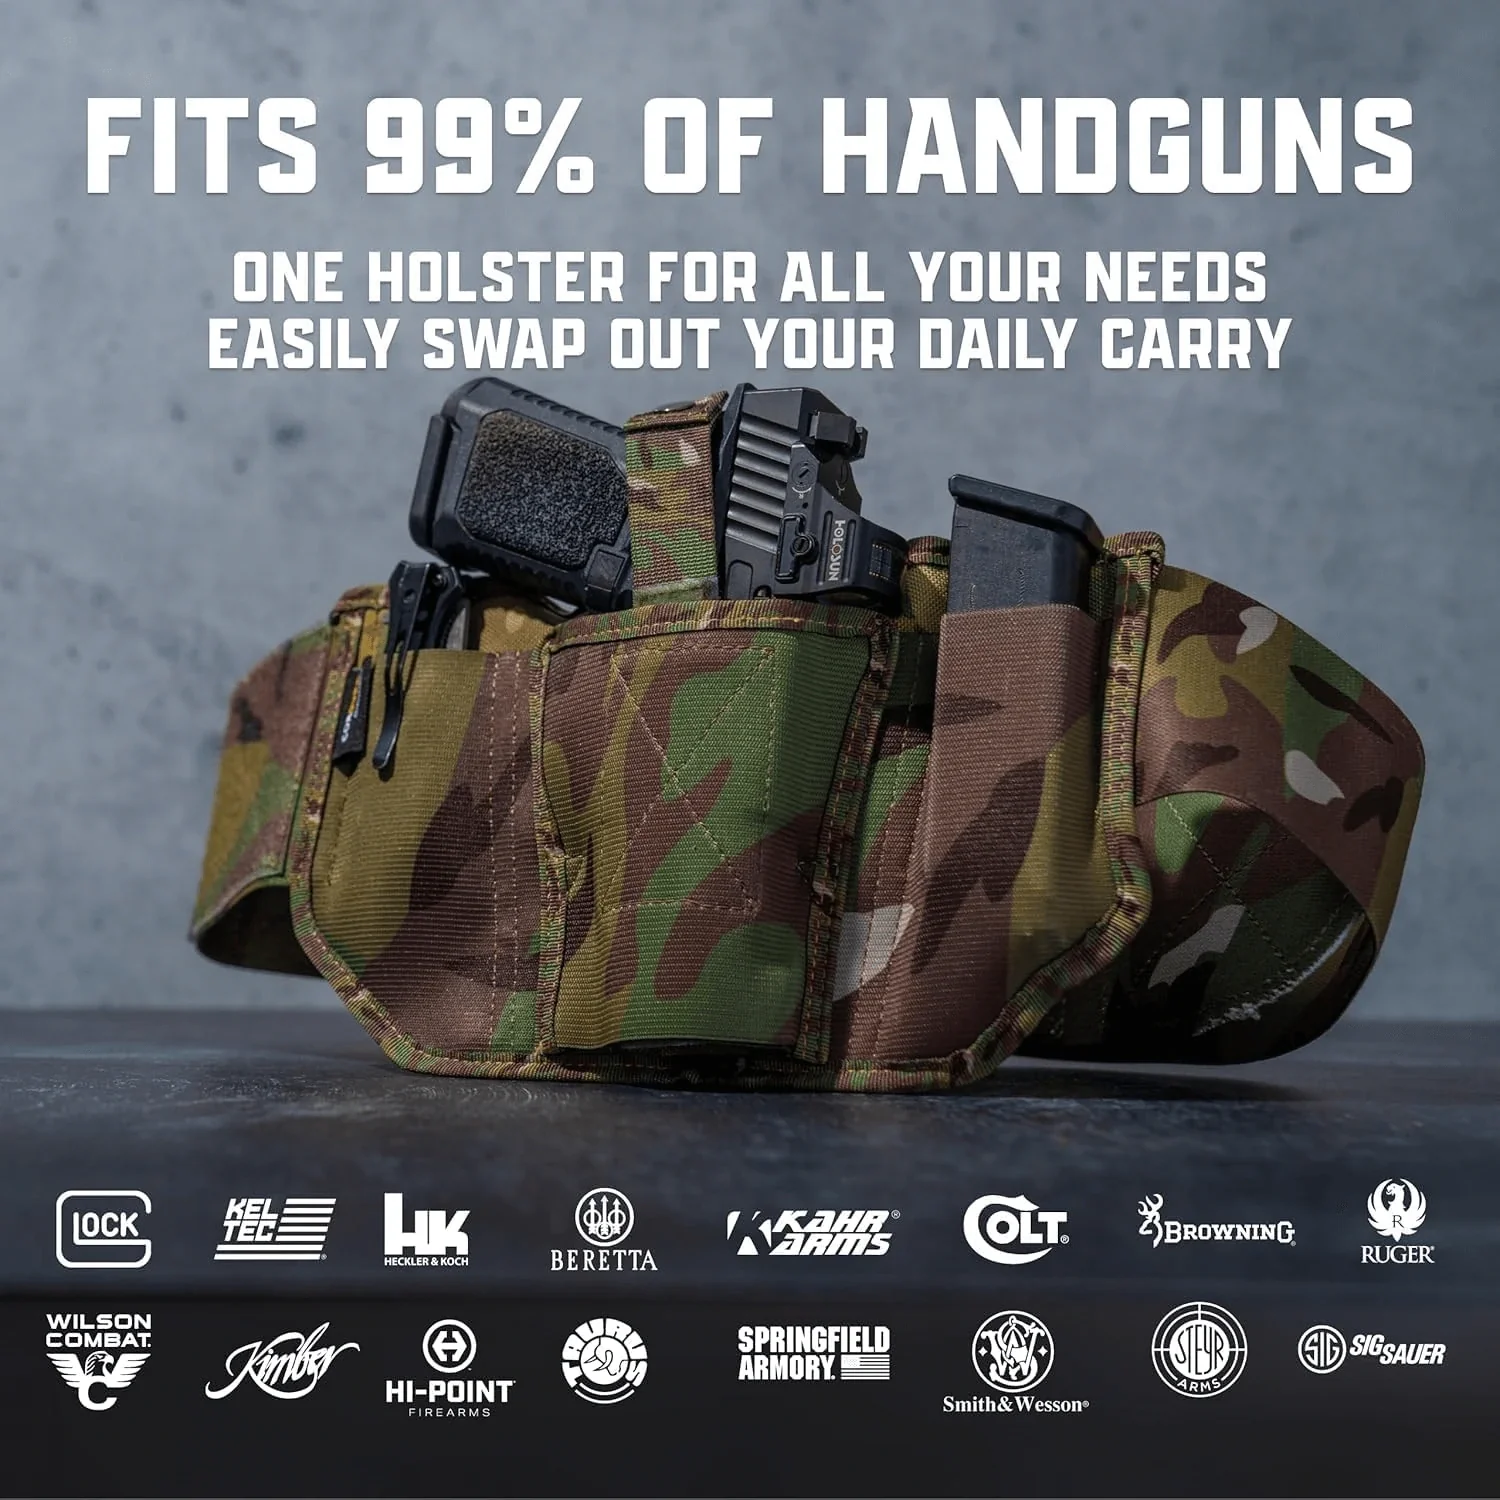 FITS 99% OF HANDGUNS
ONE HOLSTER FOR ALL YOUR NEEDS
EASILY SWAP OUT YOUR DAILY CARRY
HOLOSUN
GLOCK
KEL TEC
HK
HECKLER & KOCH
BERETTA
KAHR®
ARMS
COLT®
BROWNING®
R
RUGER®
WILSON
COMBAT
C
Kimber
H
HI-POINT
FIREARMS
TAURUS
SPRINGFIELD
ARMORY
SW
Smith&Wesson®
STEYR
ARMS
SIG SIG SAUER